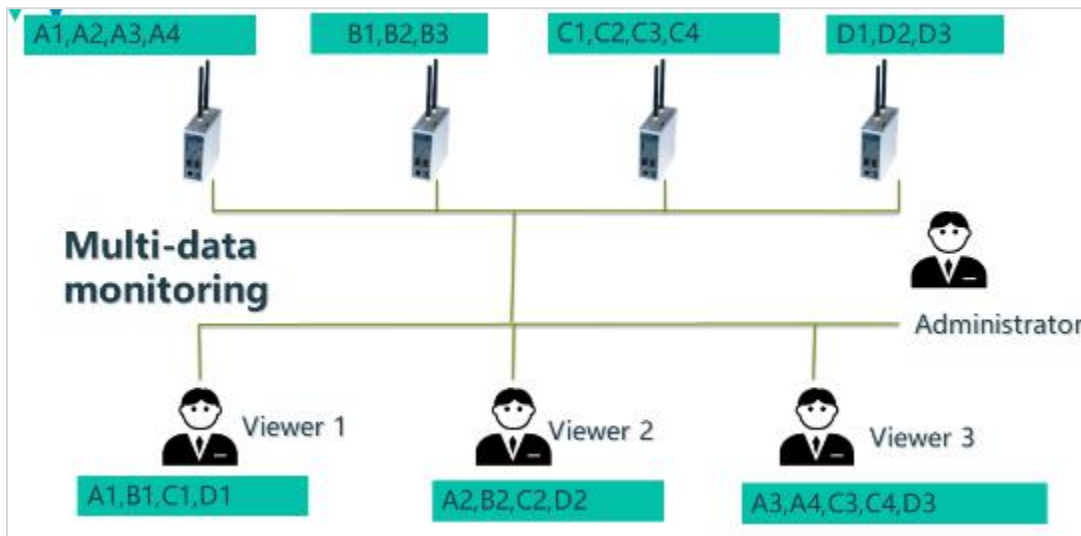 A1,A2,A3,A4
B1,B2,B3
C1,C2,C3,C4
D1,D2,D3
Multi-data
monitoring
Administrator
Viewer 1
Viewer 2
Viewer 3
A1,B1,C1,D1
A2,B2,C2,D2
A3,A4,C3,C4,D3